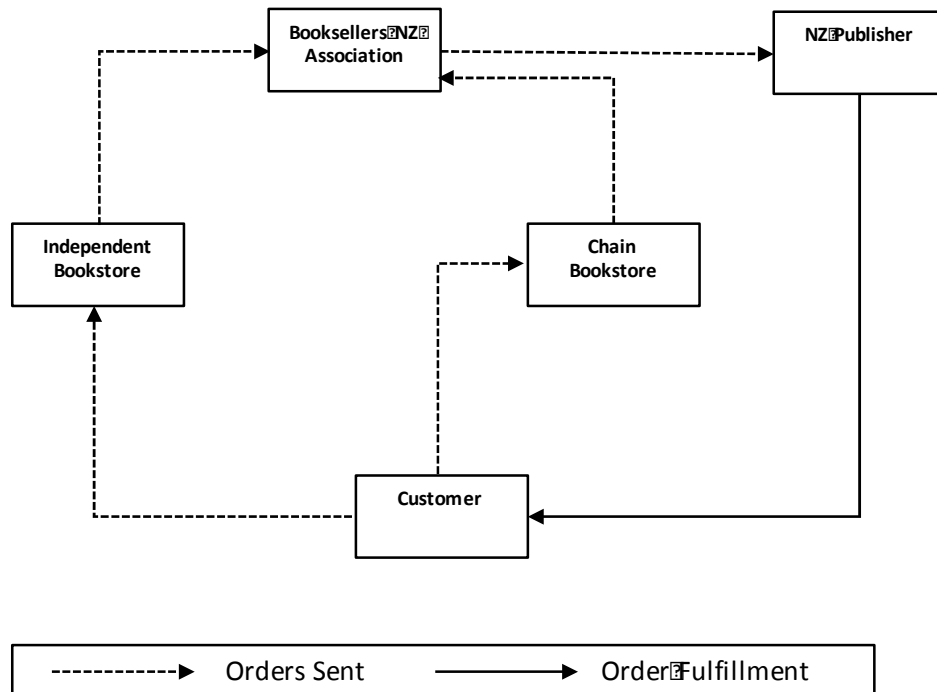 Booksellers NZ
Association
NZ Publisher
Independent
Bookstore
Chain
Bookstore
Customer
Orders Sent
Order Fulfillment